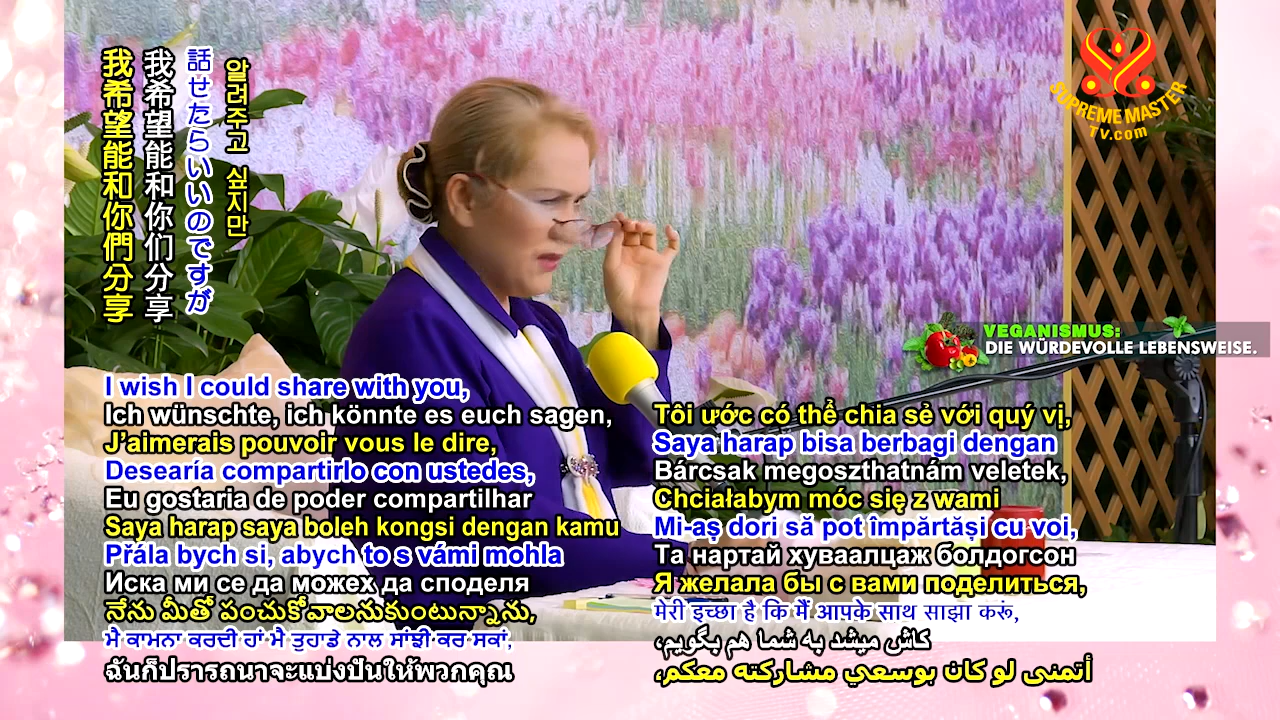 我希望能和你們分享
我希望能和你们分享
話せたらいいのですが
알려주고 싶지만
SUPREME MASTER
TV.com
VEGANISMUS:
DIE WÜRDEVOLLE LEBENSWEISE.
I wish I could share with you,
Ich wünschte, ich könnte es euch sagen,
J'aimerais pouvoir vous le dire,
Desearía compartirlo con ustedes,
Eu gostaria de poder compartilhar
Saya harap saya boleh kongsi dengan kamu
Přála bych si, abych to s vámi mohla
Иска ми се да можех да споделя
నేను మీతో పంచుకోవాలనుకుంటున్నాను,
ਮੈ ਕਾਮਨਾ ਕਰਦੀ ਹਾਂ ਮੈ ਤੁਹਾਡੇ ਨਾਲ ਸਾਂਝੀ ਕਰ ਸਕਾਂ,
ฉันก็ปรารถนาจะแบ่งปันให้พวกคุณ
Tôi ước có thể chia sẻ với quý vị,
Saya harap bisa berbagi dengan
Bárcsak megoszthatnám veletek,
Chciałabym móc się z wami
Mi-aș dori să pot împărtăși cu voi,
Та нартай хуваалцаж болдогсон
Я желала бы с вами поделиться,
मेरी इच्छा है कि मैं आपके साथ साझा करूं,
کاش میشد به شما هم بگویم،
أتمنى لو كان بوسعي مشاركته معكم،